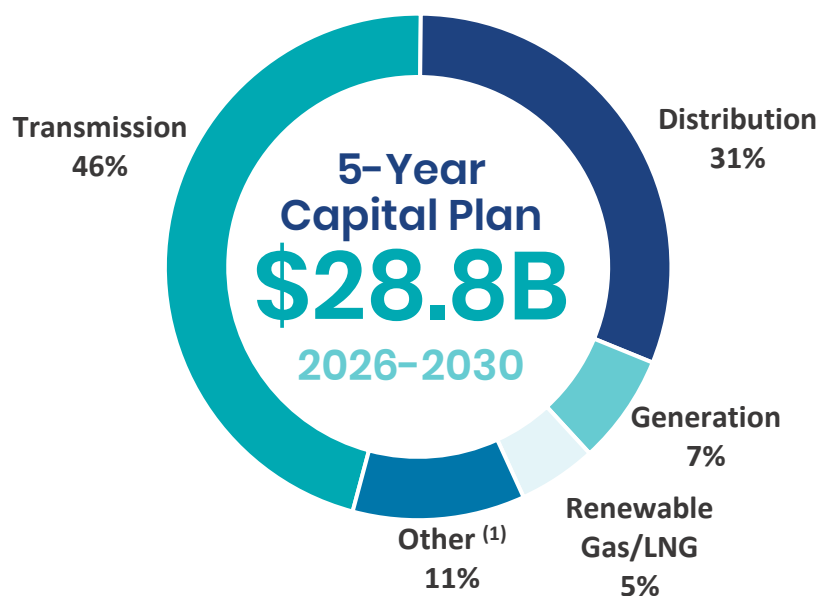 Transmission
46%
Distribution
31%
5-Year
Capital Plan
$28.8B
2026-2030
Generation
7%
Renewable
Gas/LNG
5%
Other (1)
11%